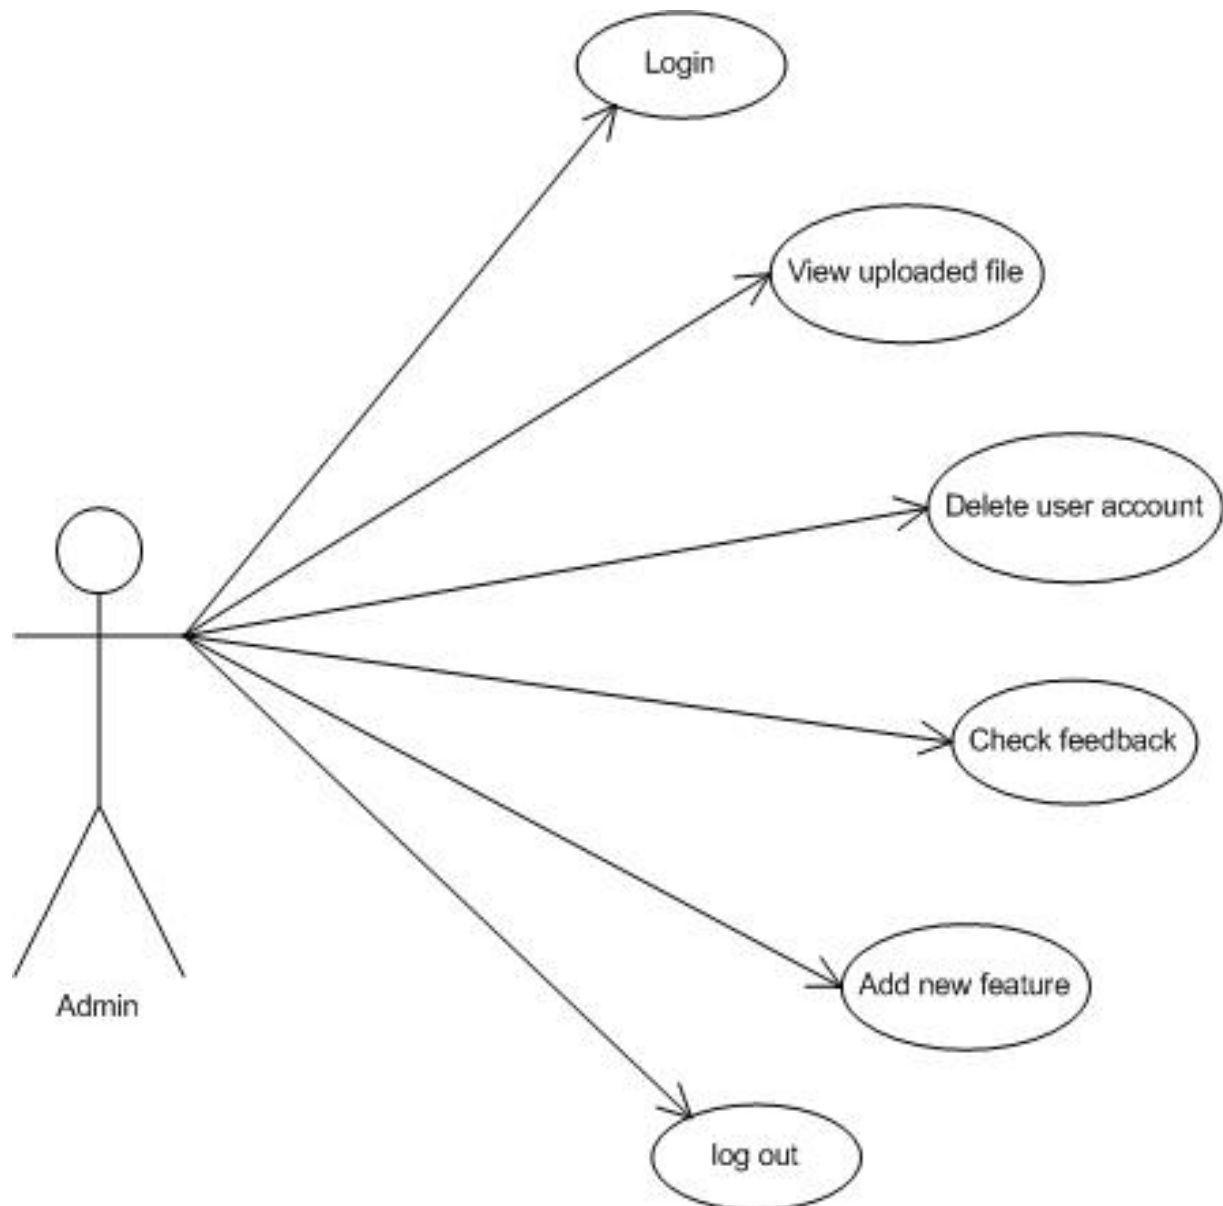 Login
View uploaded file
Delete user account
Check feedback
Add new feature
Admin
log out